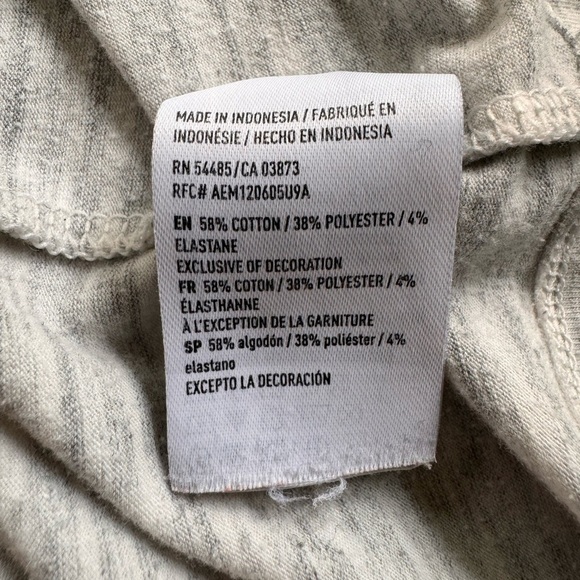 MADE IN INDONESIA / FABRIQUÉ EN
INDONÉSIE / HECHO EN INDONESIA
RN 54485/CA 03873
RFC# AEM120605U9A
EN 58% COTTON / 38% POLYESTER / 4%
ELASTANE
EXCLUSIVE OF DECORATION
FR 58% COTON / 38% POLYESTER / 4%
ÉLASTHANNE
À L'EXCEPTION DE LA GARNITURE
SP 58% algodón / 38% poliéster / 4%
elastano
EXCEPTO LA DECORACIÓN